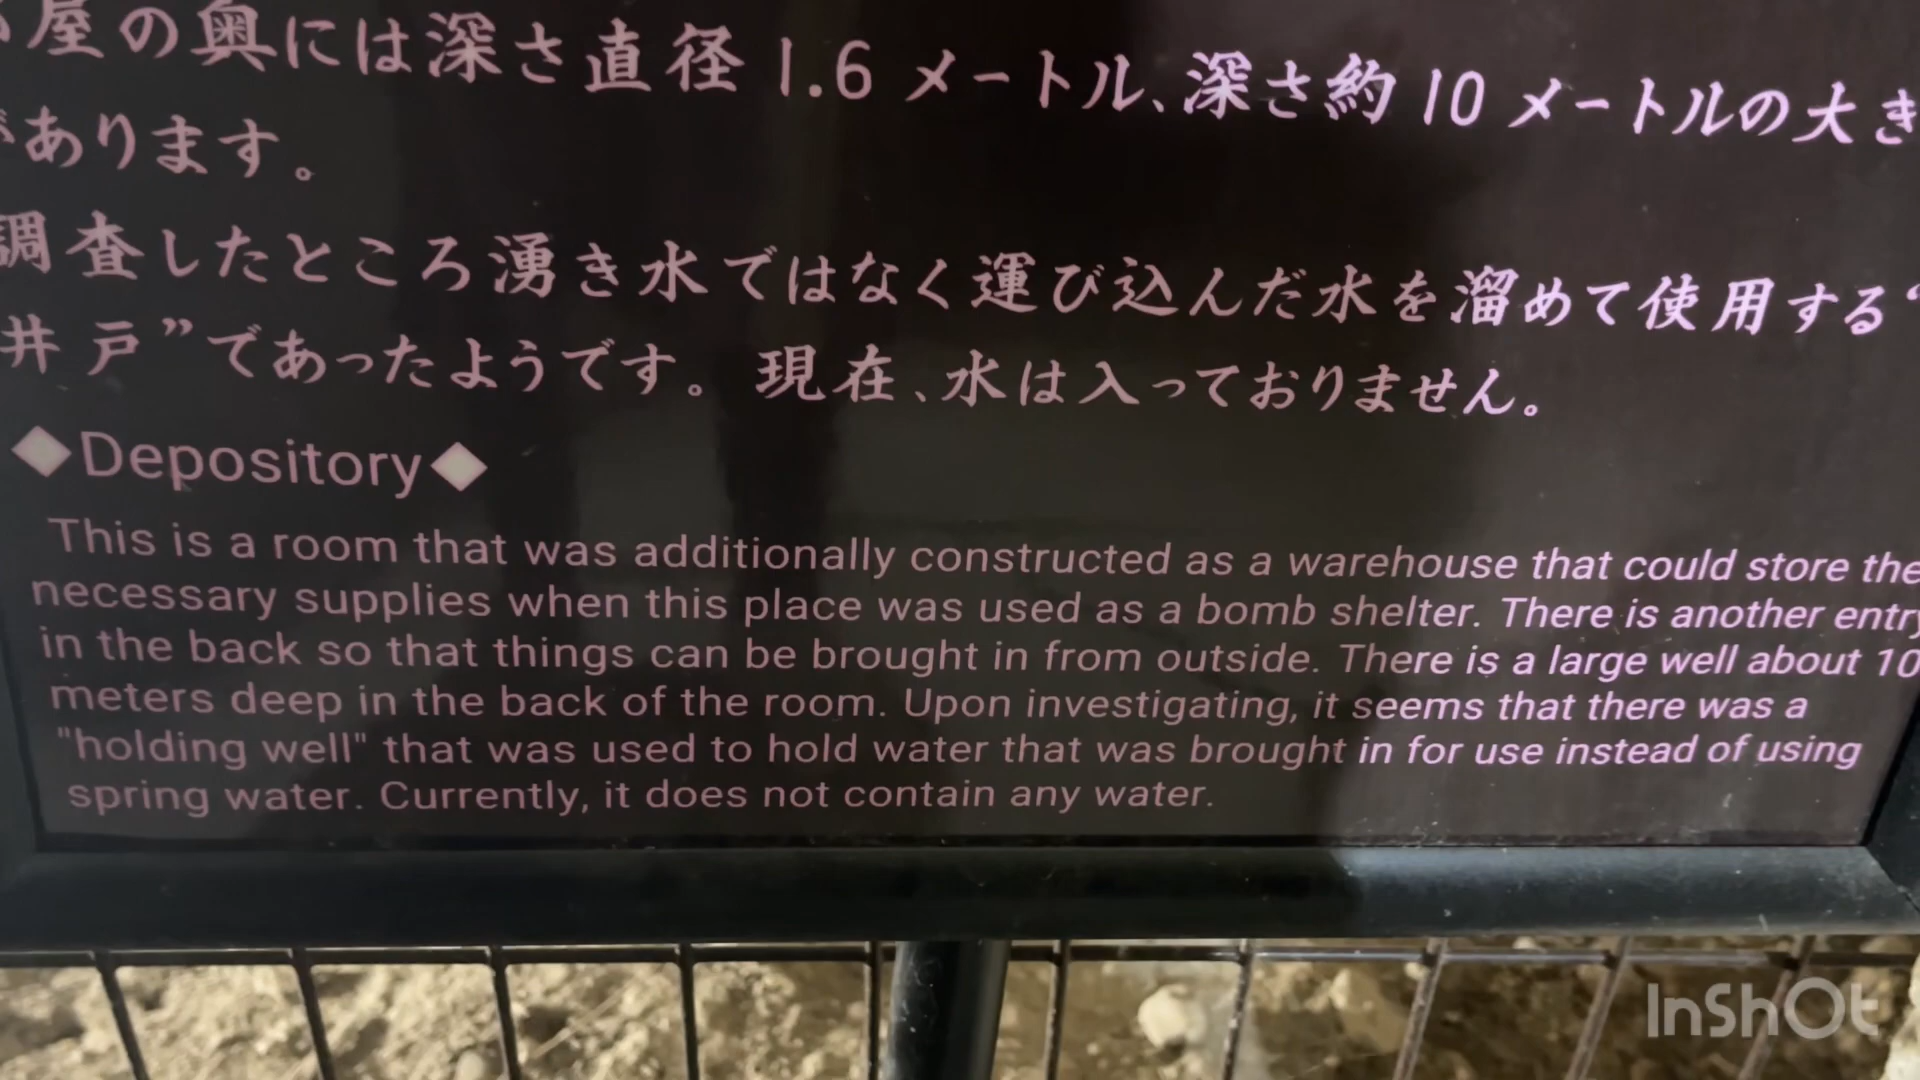 屋の奥には深さ直径1.6メートル、深さ約10メートルの大き
があります。
調査したところ湧き水ではなく運び込んだ水を溜めて使用する“
井戸”であったようです。現在、水は入っておりません。
◆Depository◆
This is a room that was additionally constructed as a warehouse that could store the
necessary supplies when this place was used as a bomb shelter. There is another entry
in the back so that things can be brought in from outside. There is a large well about 10
meters deep in the back of the room. Upon investigating, it seems that there was a
"holding well" that was used to hold water that was brought in for use instead of using
spring water. Currently, it does not contain any water.
InShOt